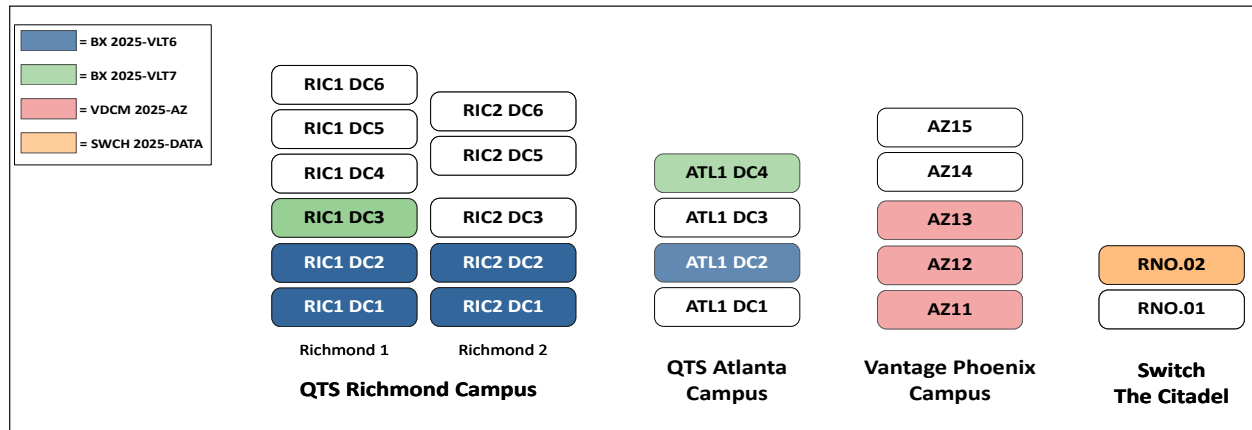 = BX 2025-VLT6
= BX 2025-VLT7
= VDCM 2025-AZ
= SWCH 2025-DATA
RIC1 DC6
RIC1 DC5
RIC1 DC4
RIC1 DC3
RIC1 DC2
RIC1 DC1
Richmond 1
RIC2 DC6
RIC2 DC5
RIC2 DC3
RIC2 DC2
RIC2 DC1
Richmond 2
QTS Richmond Campus
ATL1 DC4
ATL1 DC3
ATL1 DC2
ATL1 DC1
QTS Atlanta
Campus
AZ15
AZ14
AZ13
AZ12
AZ11
Vantage Phoenix
Campus
RNO.02
RNO.01
Switch
The Citadel